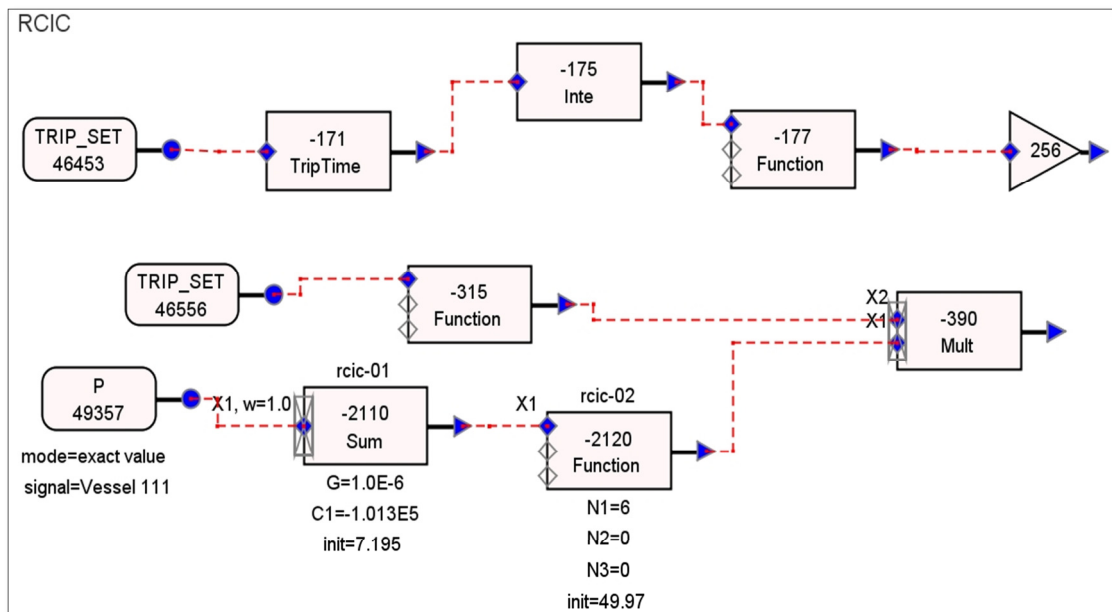 RCIC
-175
Inte
TRIP_SET
46453
-171
TripTime
-177
Function
256
TRIP_SET
46556
-315
Function
X2
X1
-390
Mult
P
49357
mode=exact value
signal=Vessel 111
rcic-01
X1, w=1.0
-2110
Sum
G=1.0E-6
C1=-1.013E5
init=7.195
rcic-02
X1
-2120
Function
N1=6
N2=0
N3=0
init=49.97